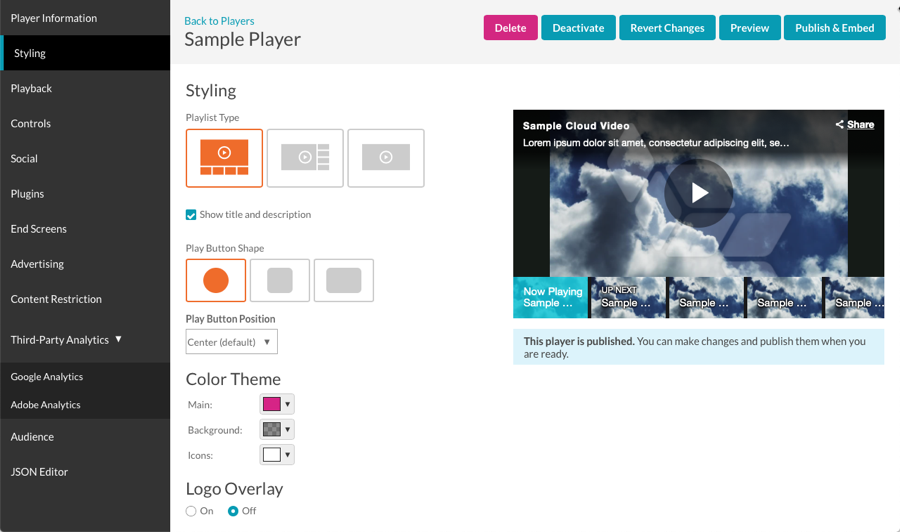 Player Information
Styling
Playback
Controls
Social
Plugins
End Screens
Advertising
Content Restriction
Third-Party Analytics
Google Analytics
Adobe Analytics
Audience
JSON Editor
Back to Players
Sample Player
Delete
Deactivate
Revert Changes
Preview
Publish & Embed
Styling
Playlist Type
Show title and description
Play Button Shape
Play Button Position
Center (default)
Color Theme
Main:
Background:
Icons:
Logo Overlay
On
Off
Sample Cloud Video
Share
Lorem ipsum dolor sit amet, consectetur adipiscing elit, se...
Now Playing
Sample ...
UP NEXT
Sample ...
Sample ...
Sample ...
Sample ...
This player is published. You can make changes and publish them when you
are ready.